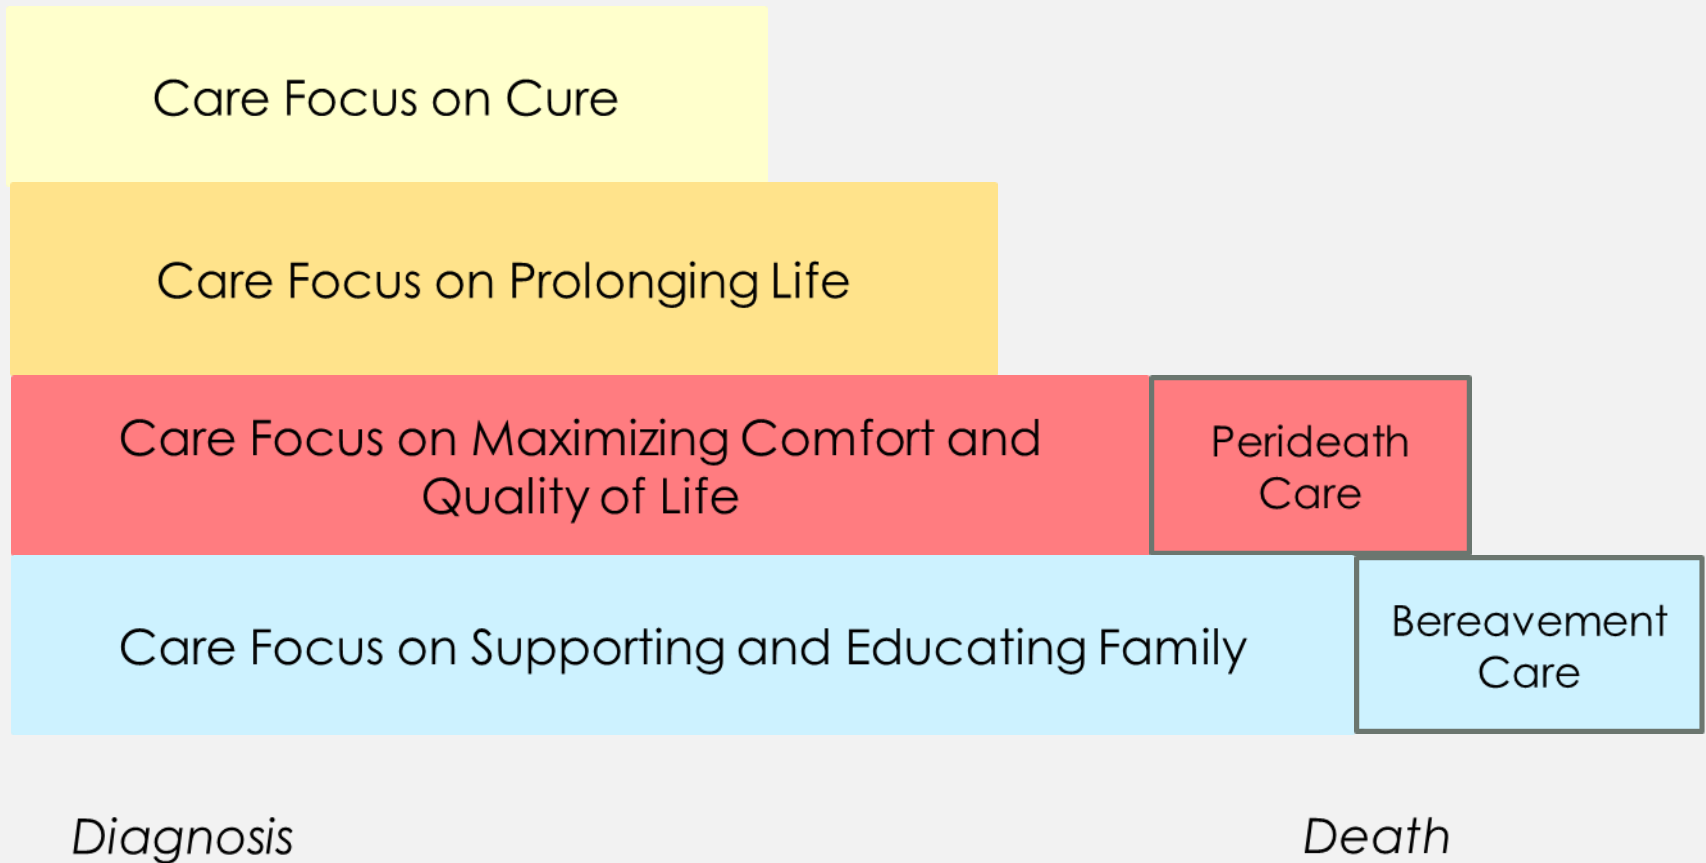 Care Focus on Cure
Care Focus on Prolonging Life
Care Focus on Maximizing Comfort and
Quality of Life
Perideath
Care
Care Focus on Supporting and Educating Family
Bereavement
Care
Diagnosis
Death